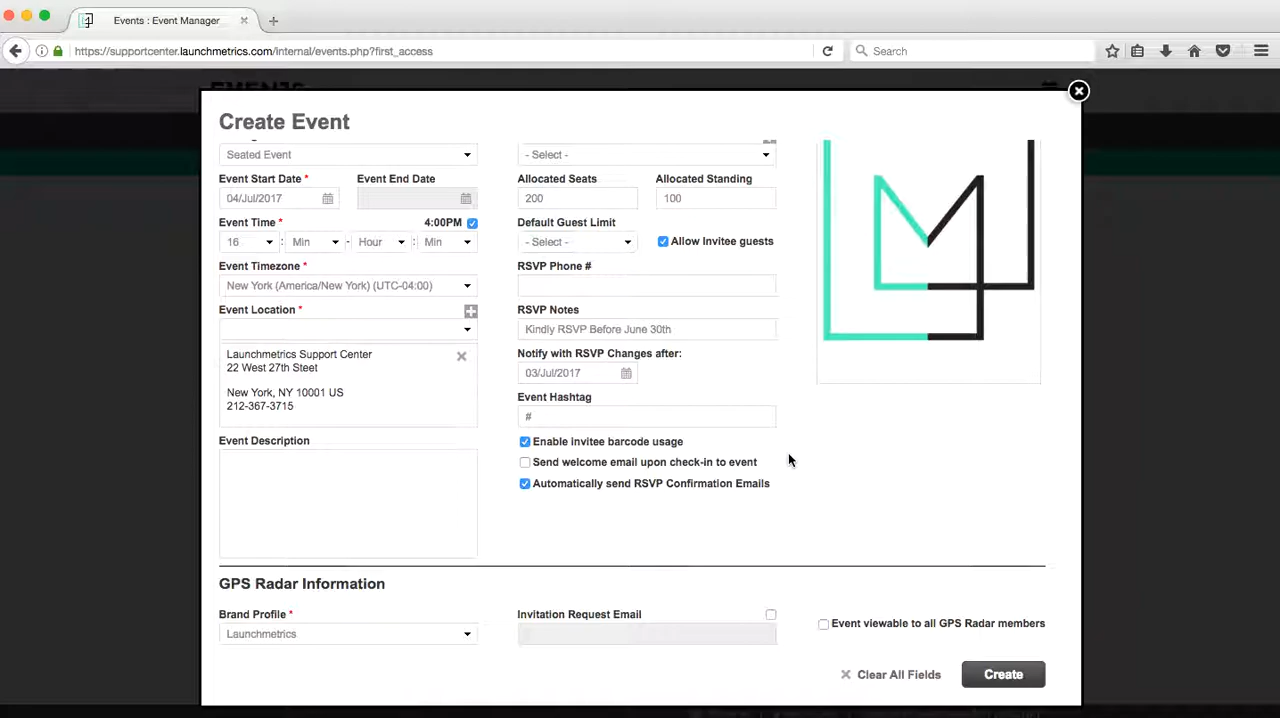 Events : Event Manager
https://supportcenter.launchmetrics.com/internal/events.php?first_access
Search
Create Event
Seated Event
- Select -
Event Start Date *
Event End Date
Allocated Seats
Allocated Standing
04/Jul/2017
200
100
Event Time *
4:00PM
Default Guest Limit
16
:
Min
-
Hour
:
Min
- Select -
Allow Invitee guests
Event Timezone *
RSVP Phone #
New York (America/New York) (UTC-04:00)
Event Location *
RSVP Notes
Kindly RSVP Before June 30th
Launchmetrics Support Center
22 West 27th Steet
New York, NY 10001 US
212-367-3715
Notify with RSVP Changes after:
03/Jul/2017
Event Hashtag
#
Event Description
Enable invitee barcode usage
Send welcome email upon check-in to event
Automatically send RSVP Confirmation Emails
GPS Radar Information
Brand Profile *
Invitation Request Email
Launchmetrics
Event viewable to all GPS Radar members
Clear All Fields
Create